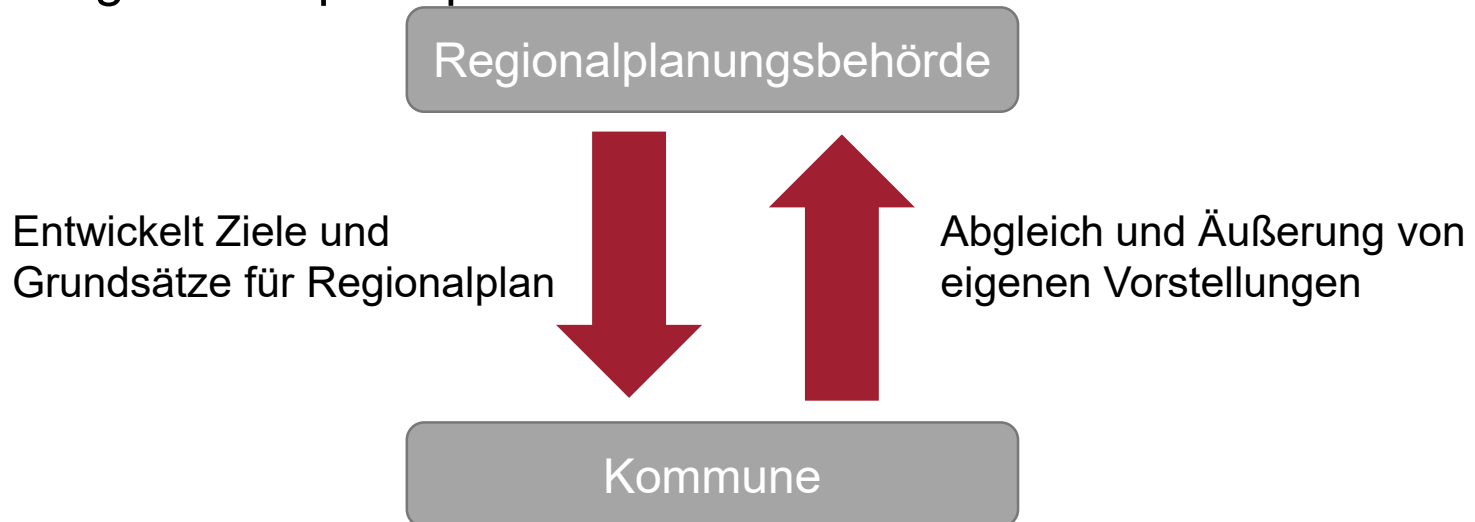 Regionalplanungsbehörde
Entwickelt Ziele und
Grundsätze für Regionalplan
Abgleich und Äußerung von
eigenen Vorstellungen
Kommune